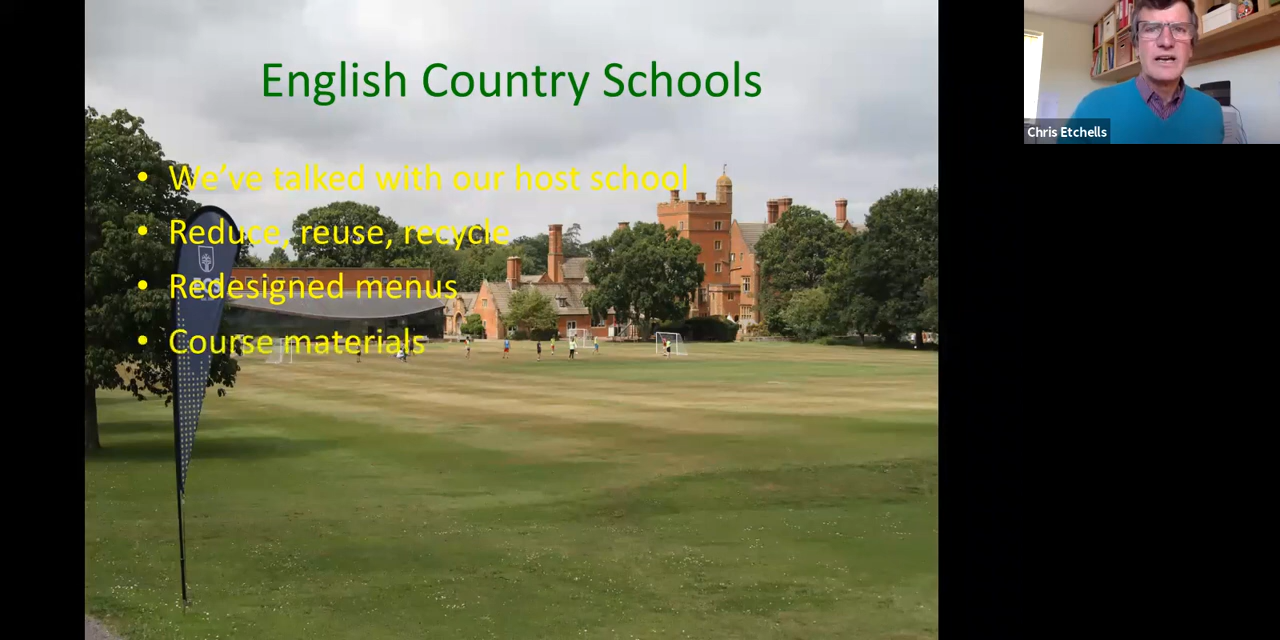 English Country Schools
• We’ve talked with our host school
• Reduce, reuse, recycle
• Redesigned menus
• Course materials
Chris Etchells